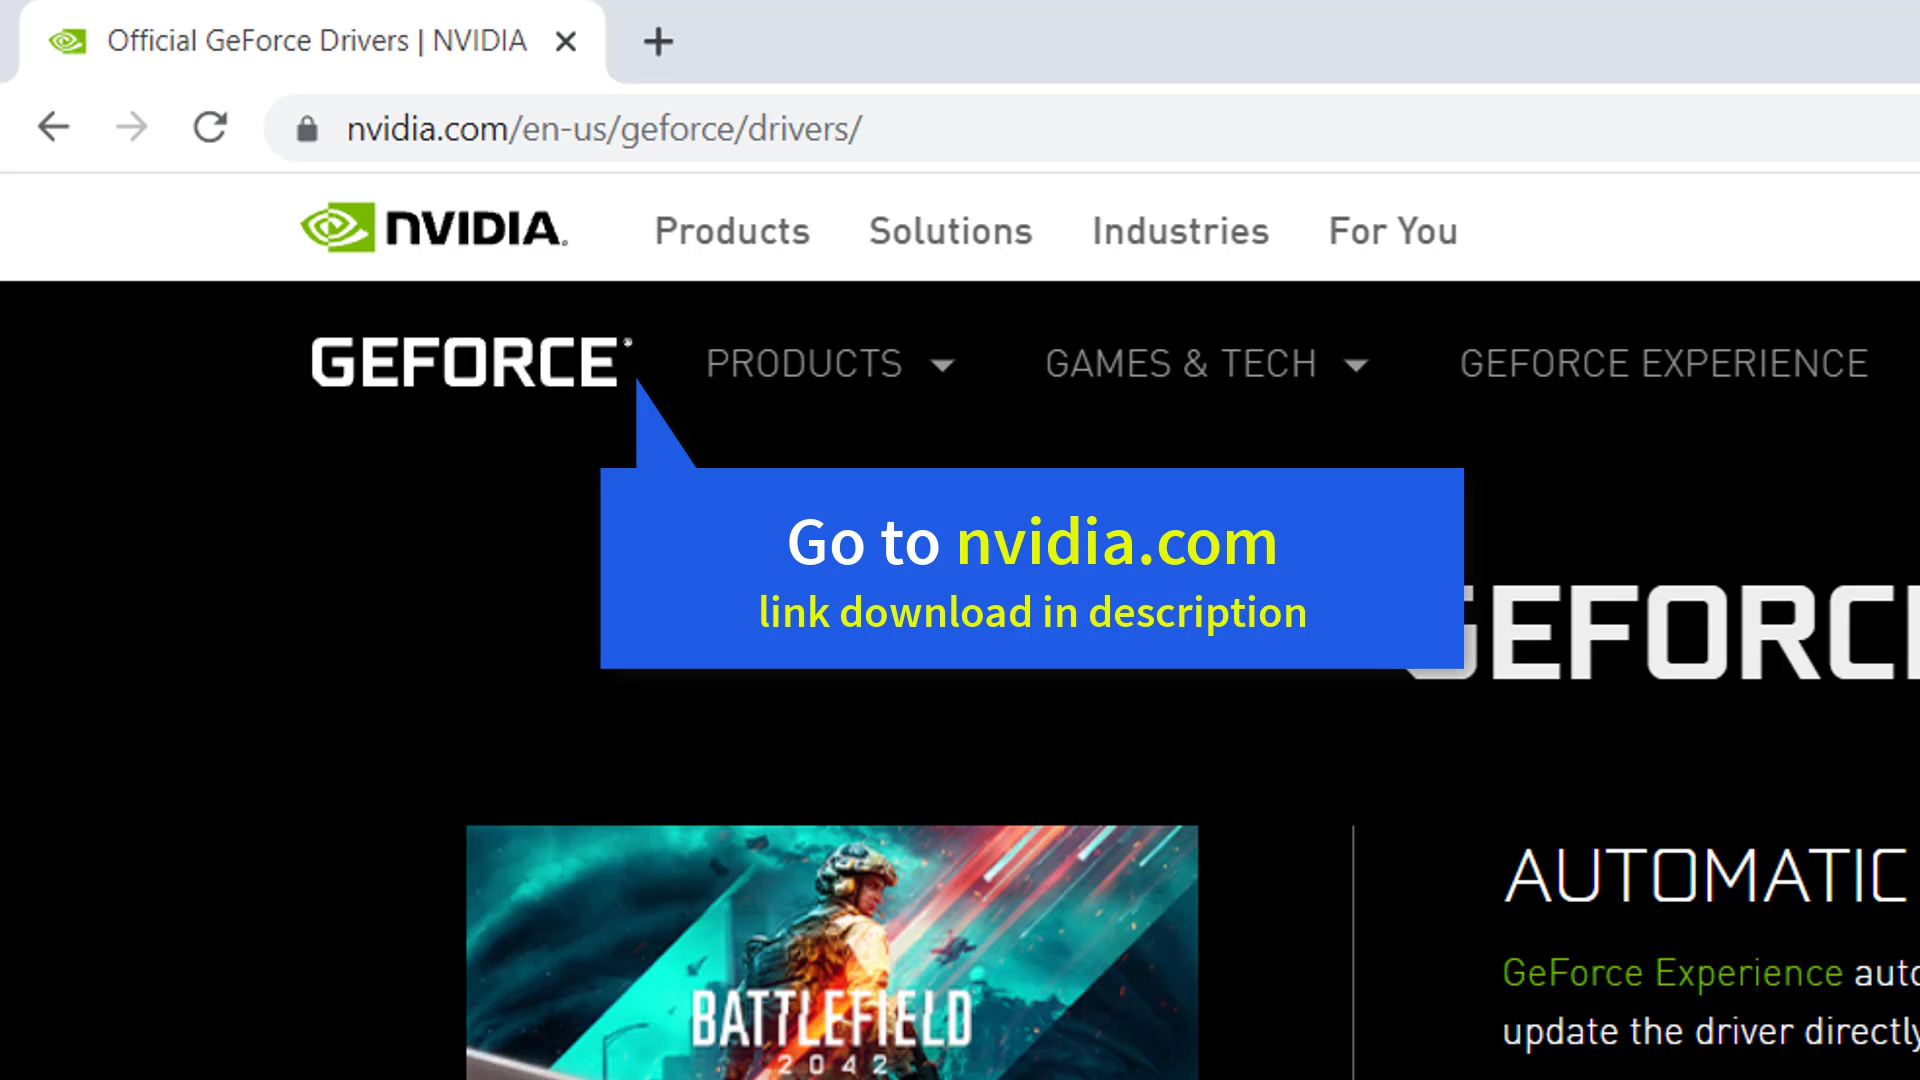 Official GeForce Drivers | NVIDIA
nvidia.com/en-us/geforce/drivers/
NVIDIA.
Products Solutions Industries For You
GEFORCE PRODUCTS GAMES & TECH GEFORCE EXPERIENCE
Go to nvidia.com
link download in description
GEFORCE
AUTOMATIC
GeForce Experience auto
update the driver directly
BATTLEFIELD
2042